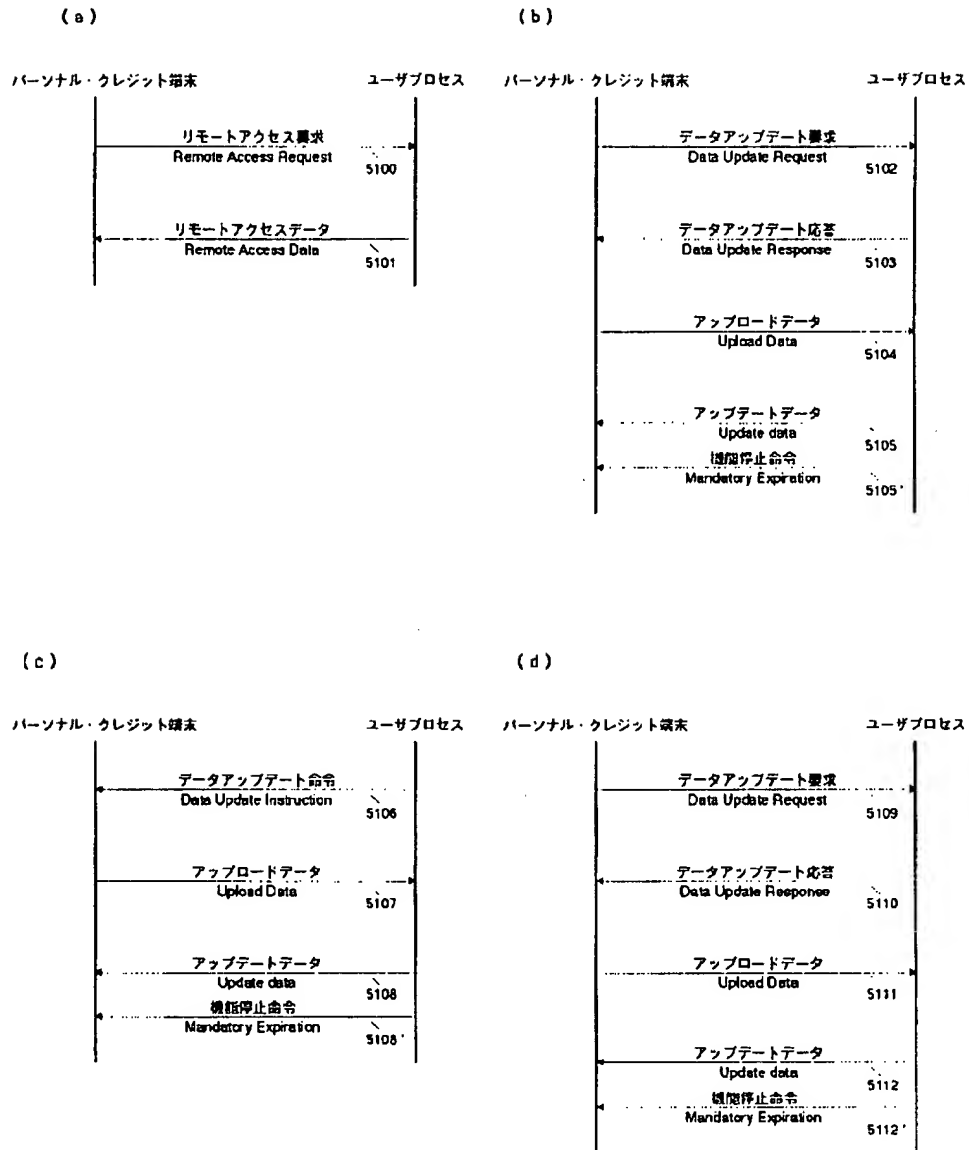 (a)
パーソナル・クレジット端末
ユーザプロセス
リモートアクセス要求
Remote Access Request
5100
リモートアクセスデータ
Remote Access Data
5101
(b)
パーソナル・クレジット端末
ユーザプロセス
データアップデート要求
Data Update Request
5102
データアップデート応答
Data Update Response
5103
アップロードデータ
Upload Data
5104
アップデートデータ
Update data
5105
機能停止命令
Mandatory Expiration
5105'
(c)
パーソナル・クレジット端末
ユーザプロセス
データアップデート命令
Data Update Instruction
5106
アップロードデータ
Upload Data
5107
アップデートデータ
Update data
5108
機能停止命令
Mandatory Expiration
5108'
(d)
パーソナル・クレジット端末
ユーザプロセス
データアップデート要求
Data Update Request
5109
データアップデート応答
Data Update Response
5110
アップロードデータ
Upload Data
5111
アップデートデータ
Update data
5112
機能停止命令
Mandatory Expiration
5112'